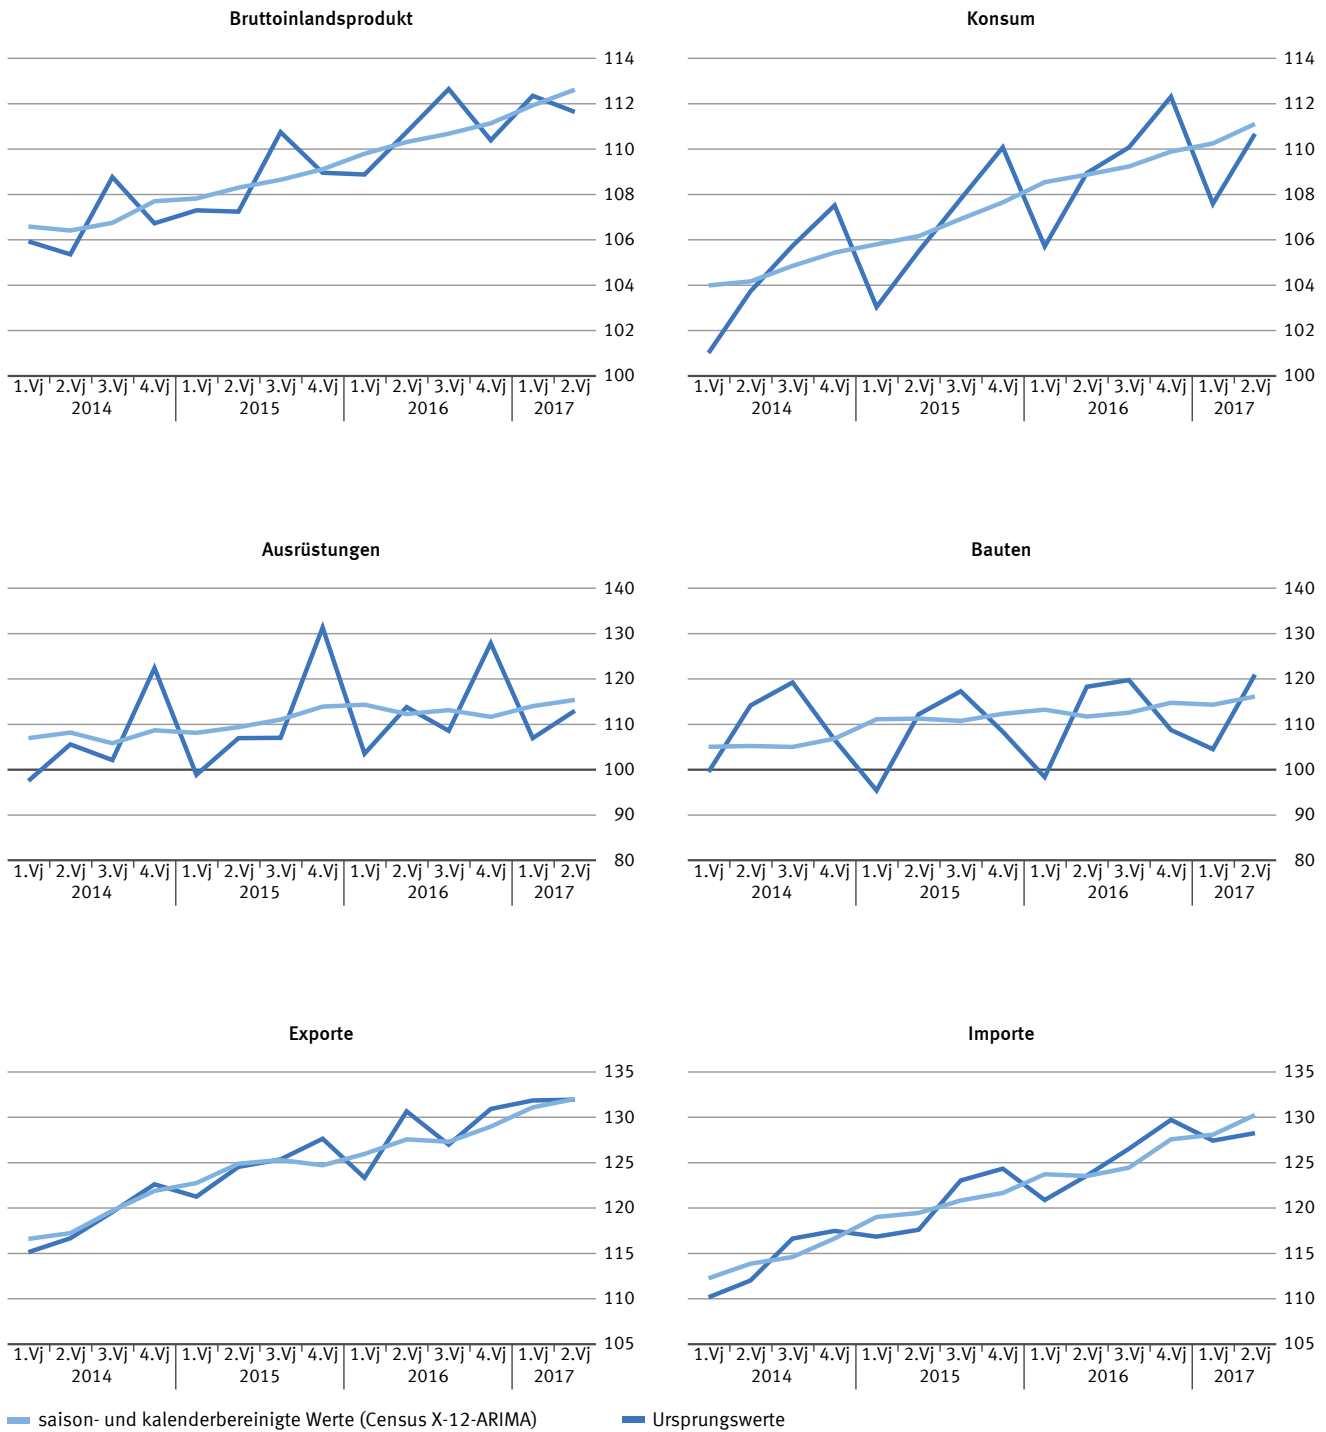 Bruttoinlandsprodukt
114
112
110
108
106
104
102
100
1.Vj 2.Vj 3.Vj 4.Vj 1.Vj 2.Vj 3.Vj 4.Vj 1.Vj 2.Vj 3.Vj 4.Vj 1.Vj 2.Vj
2014 2015 2016 2017
Konsum
114
112
110
108
106
104
102
100
1.Vj 2.Vj 3.Vj 4.Vj 1.Vj 2.Vj 3.Vj 4.Vj 1.Vj 2.Vj 3.Vj 4.Vj 1.Vj 2.Vj
2014 2015 2016 2017
Ausrüstungen
140
130
120
110
100
90
80
1.Vj 2.Vj 3.Vj 4.Vj 1.Vj 2.Vj 3.Vj 4.Vj 1.Vj 2.Vj 3.Vj 4.Vj 1.Vj 2.Vj
2014 2015 2016 2017
Bauten
140
130
120
110
100
90
80
1.Vj 2.Vj 3.Vj 4.Vj 1.Vj 2.Vj 3.Vj 4.Vj 1.Vj 2.Vj 3.Vj 4.Vj 1.Vj 2.Vj
2014 2015 2016 2017
Exporte
135
130
125
120
115
110
105
1.Vj 2.Vj 3.Vj 4.Vj 1.Vj 2.Vj 3.Vj 4.Vj 1.Vj 2.Vj 3.Vj 4.Vj 1.Vj 2.Vj
2014 2015 2016 2017
Importe
135
130
125
120
115
110
105
1.Vj 2.Vj 3.Vj 4.Vj 1.Vj 2.Vj 3.Vj 4.Vj 1.Vj 2.Vj 3.Vj 4.Vj 1.Vj 2.Vj
2014 2015 2016 2017
saison- und kalenderbereinigte Werte (Census X-12-ARIMA)
Ursprungswerte